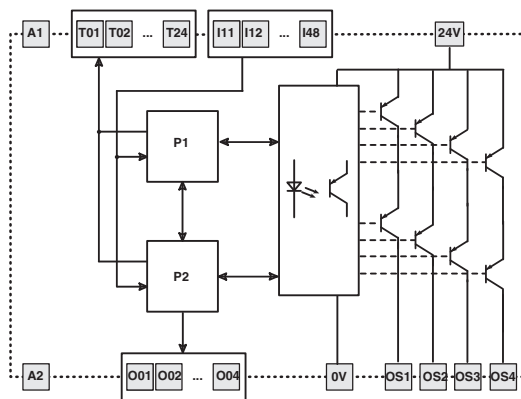 A1 T01 T02 ... T24 I11 I12 ... I48 24V
P1
P2
A2 O01 O02 ... O04 0V OS1 OS2 OS3 OS4